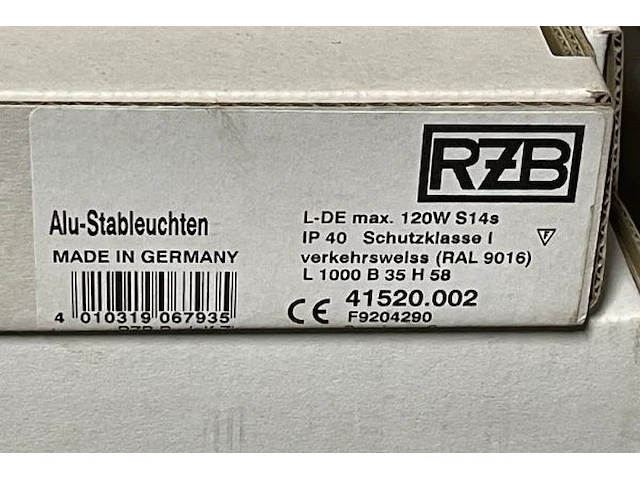 RZB
Alu-Stableuchten
MADE IN GERMANY
4 010319 067935
L-DE max. 120W S14s
IP 40 Schutzklasse I
F
verkehrsweiss (RAL 9016)
L 1000 B 35 H 58
CE 41520.002
F9204290